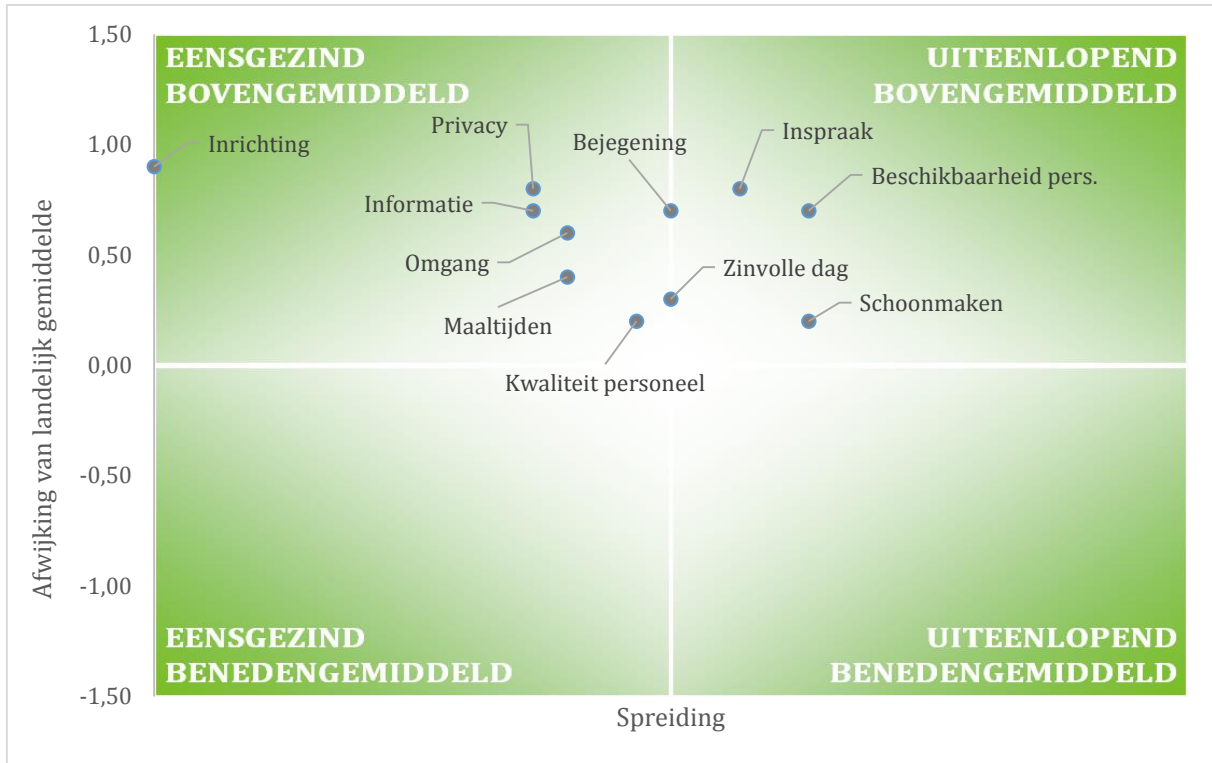 1,50
1,00
0,50
0,00
-0,50
-1,00
-1,50
Afwijking van landelijk gemiddelde
EENSGEZIND
BOVENGEMIDDELD
UITEENLOPEND
BOVENGEMIDDELD
Inrichting
Privacy
Bejegening
Inspraak
Beschikbaarheid pers.
Informatie
Omgang
Zinvolle dag
Maaltijden
Schoonmaken
Kwaliteit personeel
EENSGEZIND
BENEDENGEMIDDELD
UITEENLOPEND
BENEDENGEMIDDELD
Spreiding